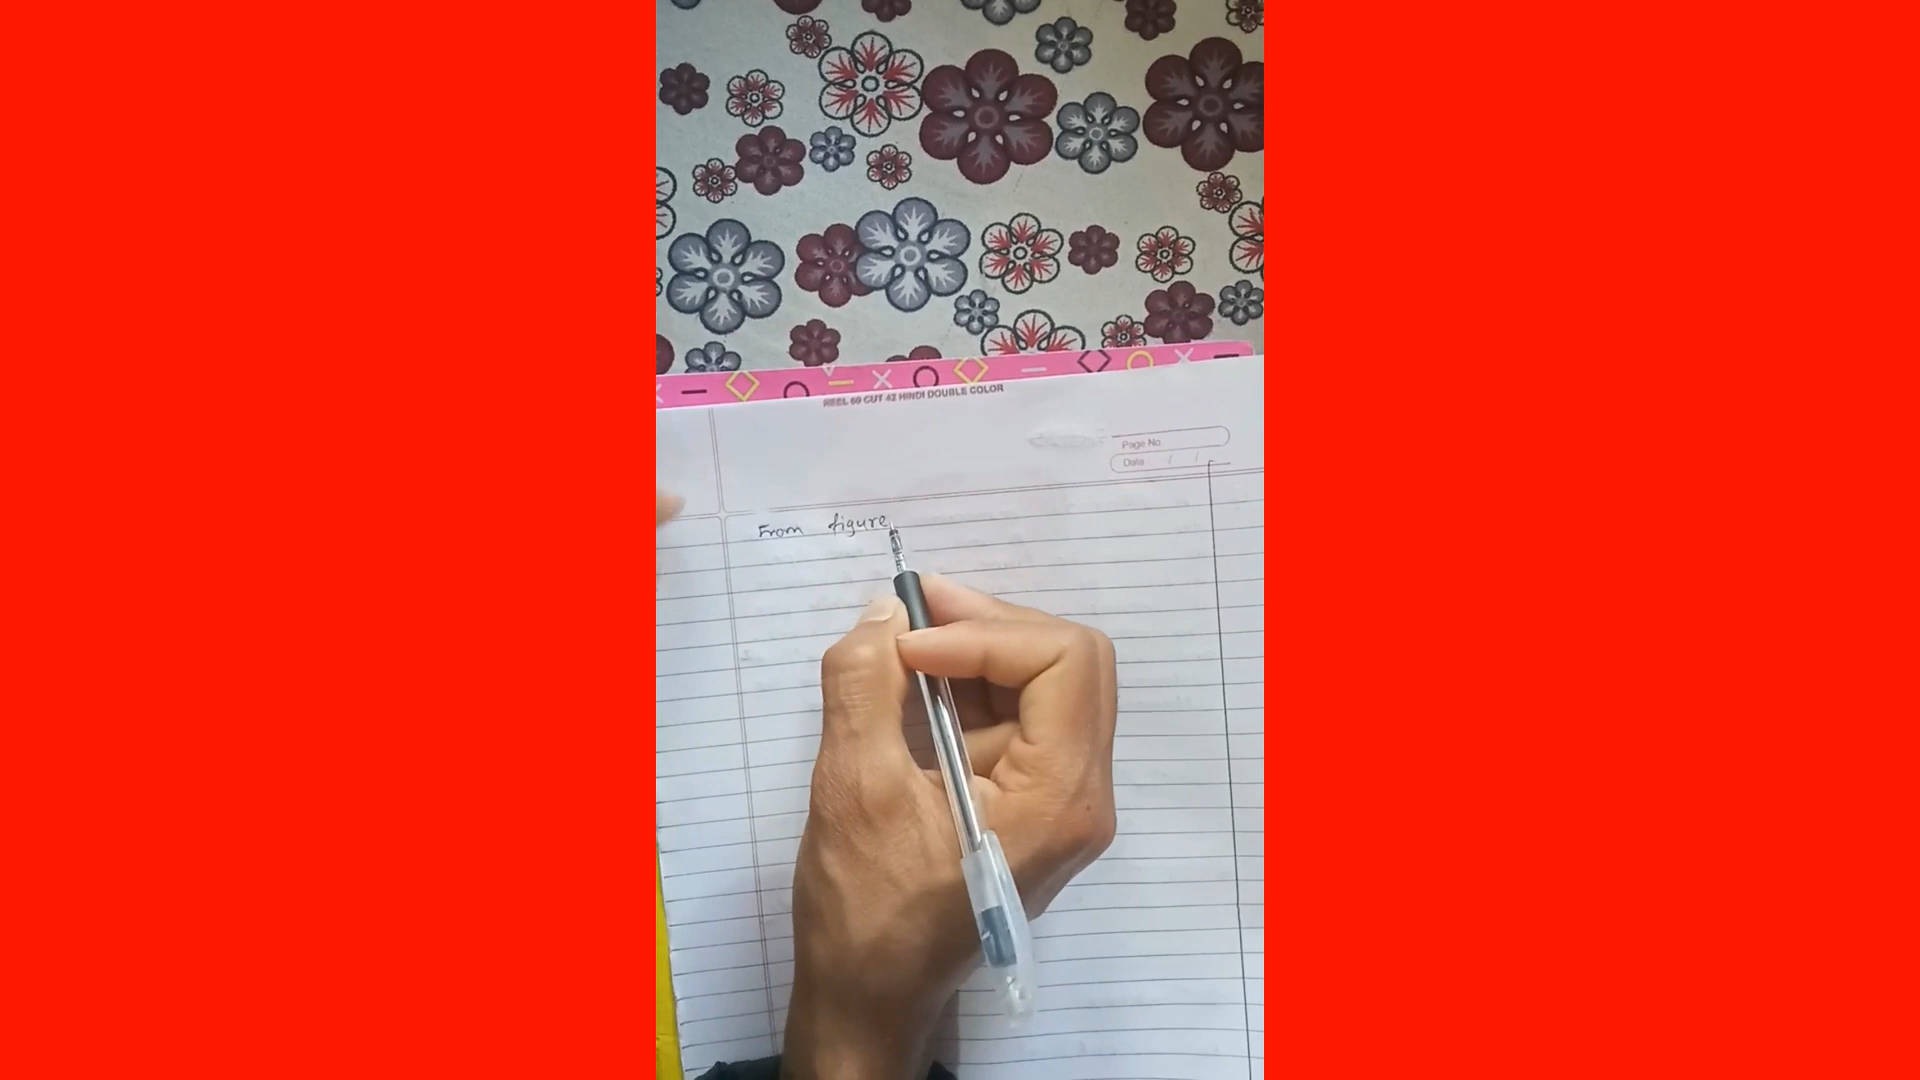 REEL 60 CUT 42 HINDI DOUBLE COLOR
Page No.
Date / /
From figure,